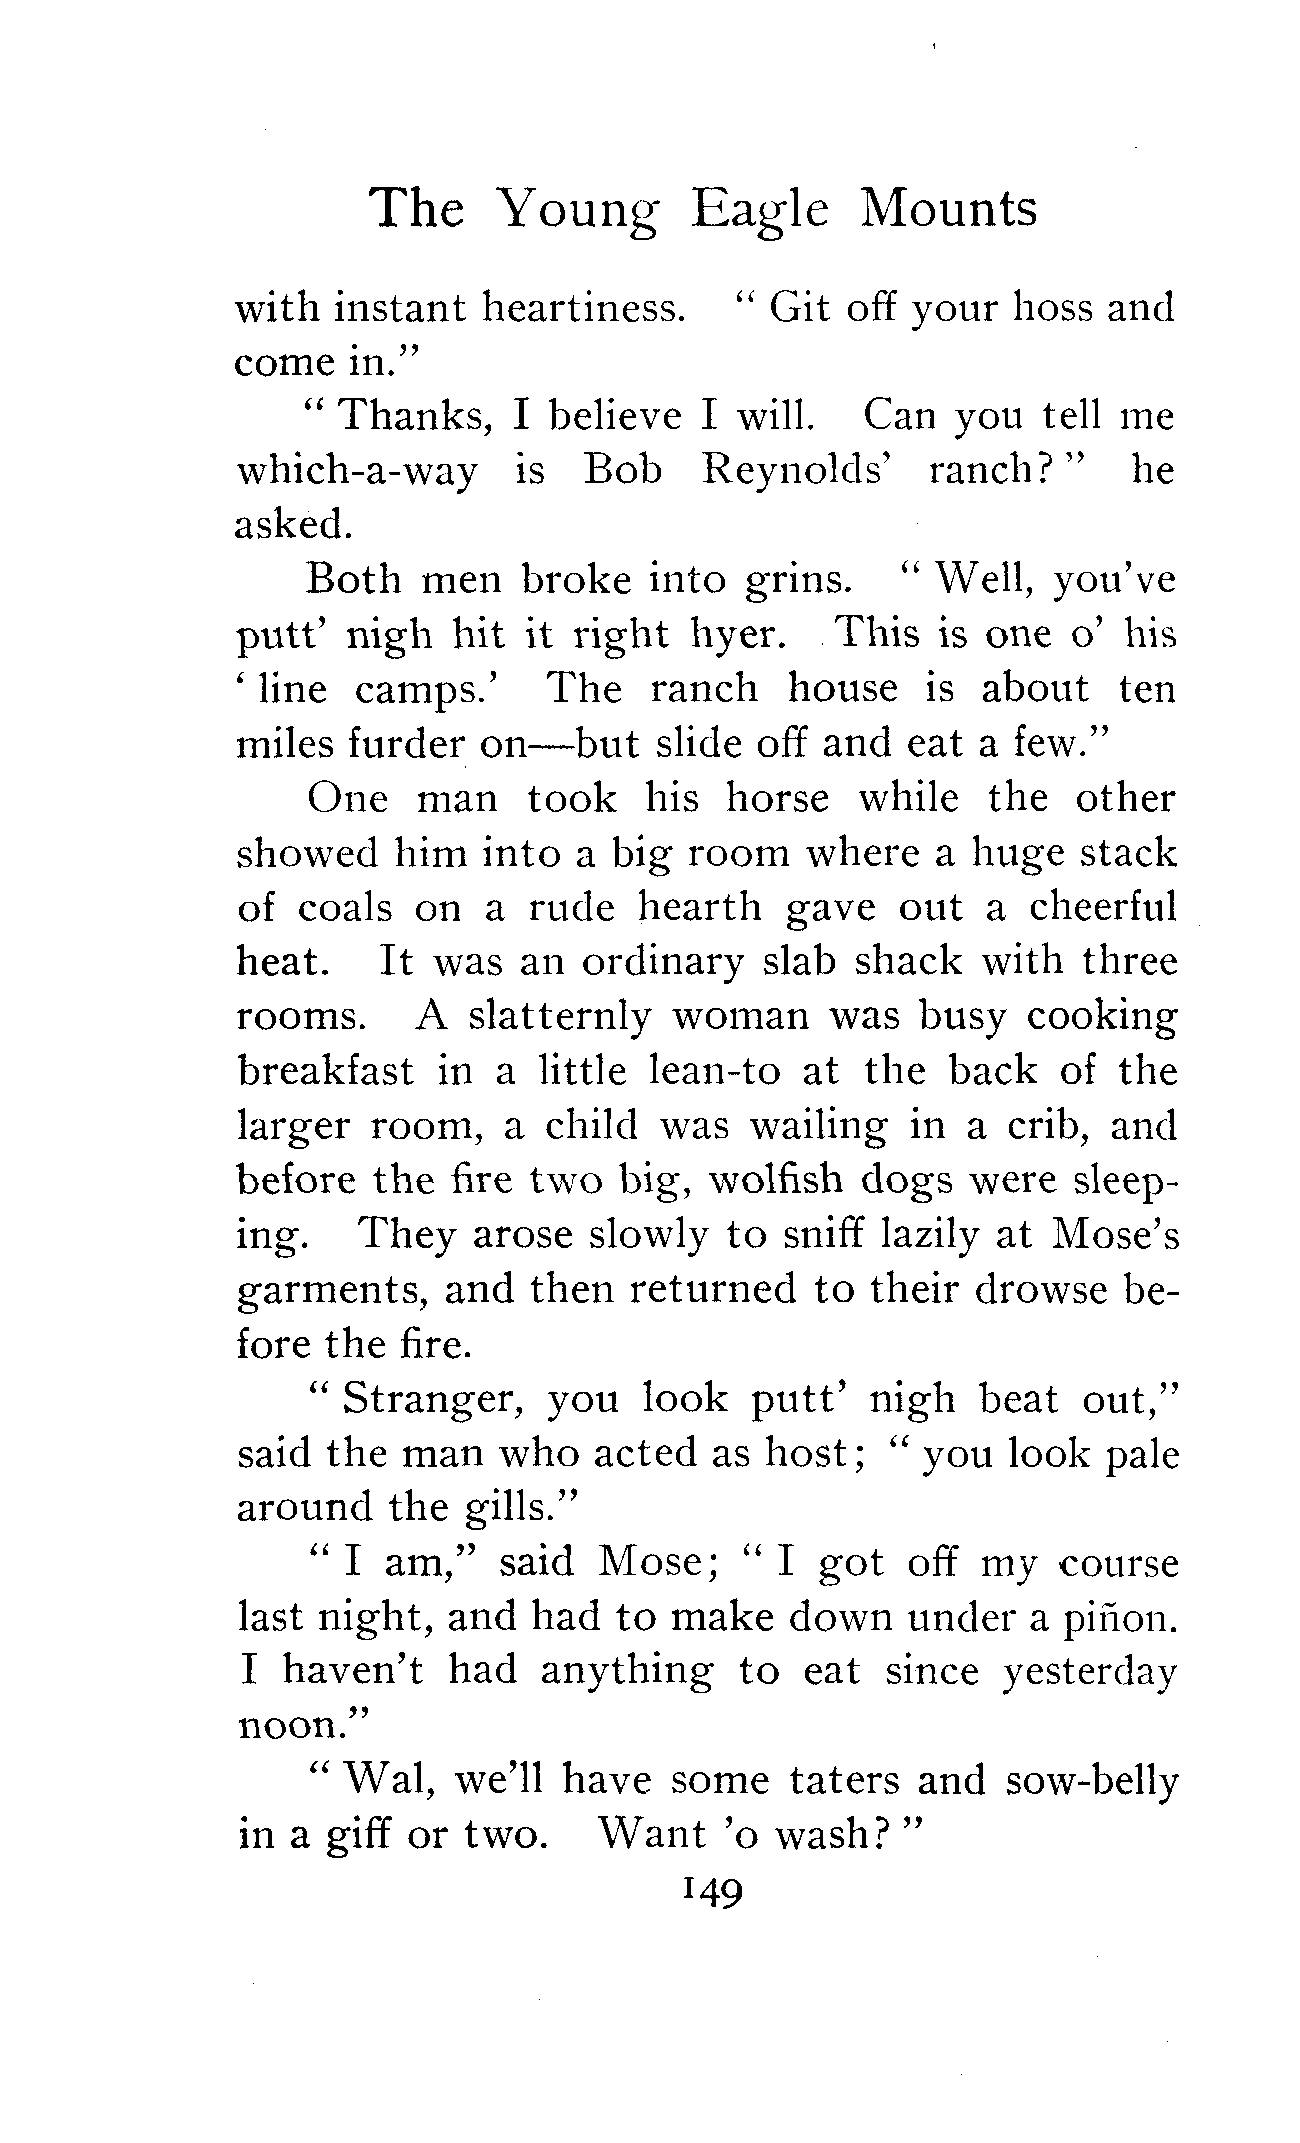 The Young Eagle Mounts
with instant heartiness. " Git off your hoss and
come in."
" Thanks, I believe I will. Can you tell me
which-a-way is Bob Reynolds' ranch? " he
asked.
Both men broke into grins. " Well, you've
putt' nigh hit it right hyer. This is one o' his
' line camps.' The ranch house is about ten
miles furder on—but slide off and eat a few."
One man took his horse while the other
showed him into a big room where a huge stack
of coals on a rude hearth gave out a cheerful
heat. It was an ordinary slab shack with three
rooms. A slatternly woman was busy cooking
breakfast in a little lean-to at the back of the
larger room, a child was wailing in a crib, and
before the fire two big, wolfish dogs were sleep-
ing. They arose slowly to sniff lazily at Mose's
garments, and then returned to their drowse be-
fore the fire.
" Stranger, you look putt' nigh beat out,"
said the man who acted as host; " you look pale
around the gills."
" I am," said Mose; " I got off my course
last night, and had to make down under a piñon.
I haven't had anything to eat since yesterday
noon."
" Wal, we'll have some taters and sow-belly
in a giff or two. Want 'o wash? "
149